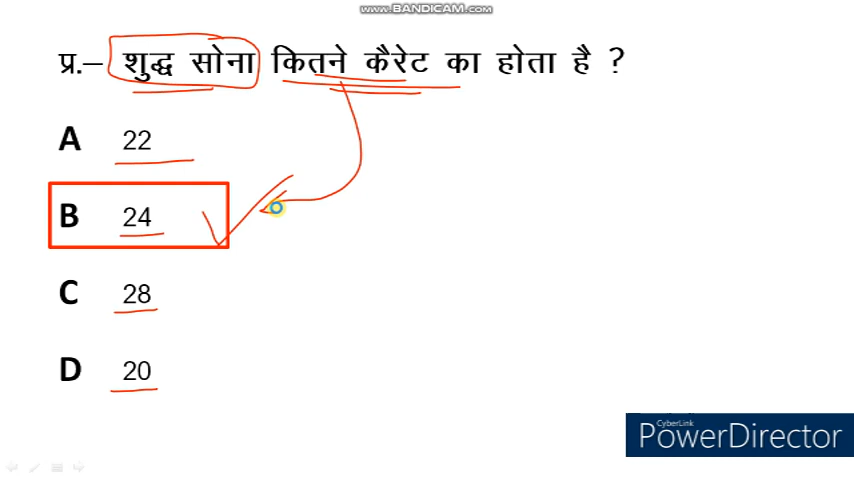 www.BANDICAM.com
प्र.– शुद्ध सोना कितने कैरेट का होता है ?
A 22
B 24
C 28
D 20
CyberLink
PowerDirector